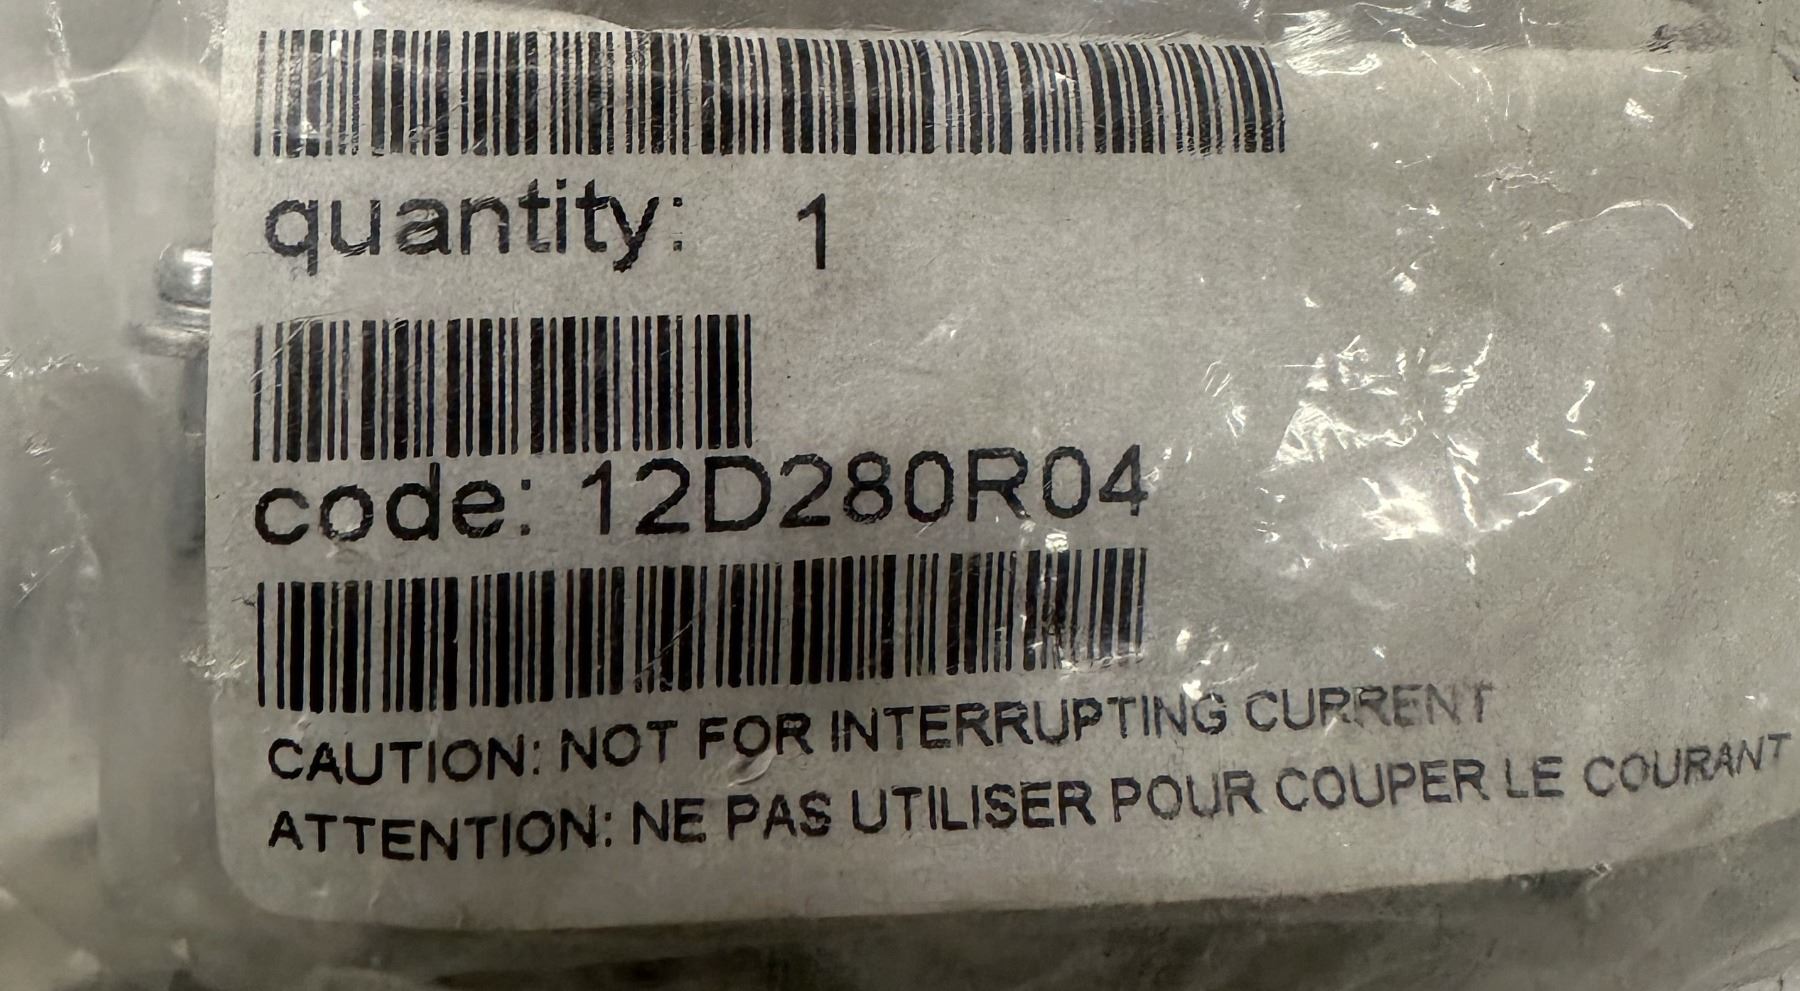 quantity: 1
code: 12D280R04
CAUTION: NOT FOR INTERRUPTING CURRENT
ATTENTION: NE PAS UTILISER POUR COUPER LE COURANT